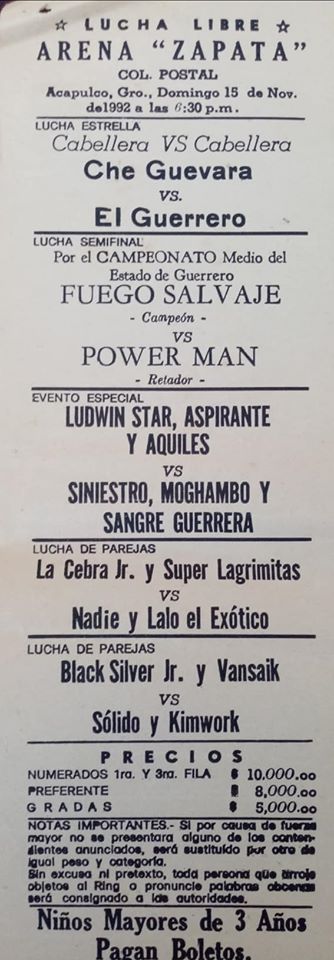 ☆ LUCHA LIBRE ☆
ARENA "ZAPATA"
COL. POSTAL
Acapulco, Gro., Domingo 15 de Nov.
de1992 a las 6:30 p.m.
LUCHA ESTRELLA
Cabellera VS Cabellera
Che Guevara
VS.
El Guerrero
LUCHA SEMIFINAL
Por el CAMPEONATO Medio del
Estado de Guerrero
FUEGO SALVAJE
- Campeón -
VS
POWER MAN
- Retador -
EVENTO ESPECIAL
LUDWIN STAR, ASPIRANTE
Y AQUILES
VS
SINIESTRO, MOGHAMBO Y
SANGRE GUERRERA
LUCHA DE PAREJAS
La Cebra Jr. y Super Lagrimitas
VS
Nadie y Lalo el Exótico
LUCHA DE PAREJAS
Black Silver Jr. y Vansaik
VS
Sólido y Kimwork
PRECIOS
NUMERADOS 1ra. Y 3ra. FILA $ 10,000.00
PREFERENTE $ 8,000.00
GRADAS $ 5,000.00
NOTAS IMPORTANTES.- Si por causa de fuerza
mayor no se presentara alguno de los conten-
dientes anunciados, será sustituído por otro de
igual peso y categoría.
Sin excusa ni pretexto, toda persona que arroje
objetos al Ring o pronuncie palabras obcenas
será consignado a las autoridades.
Niños Mayores de 3 Años
Pagan Boletos.